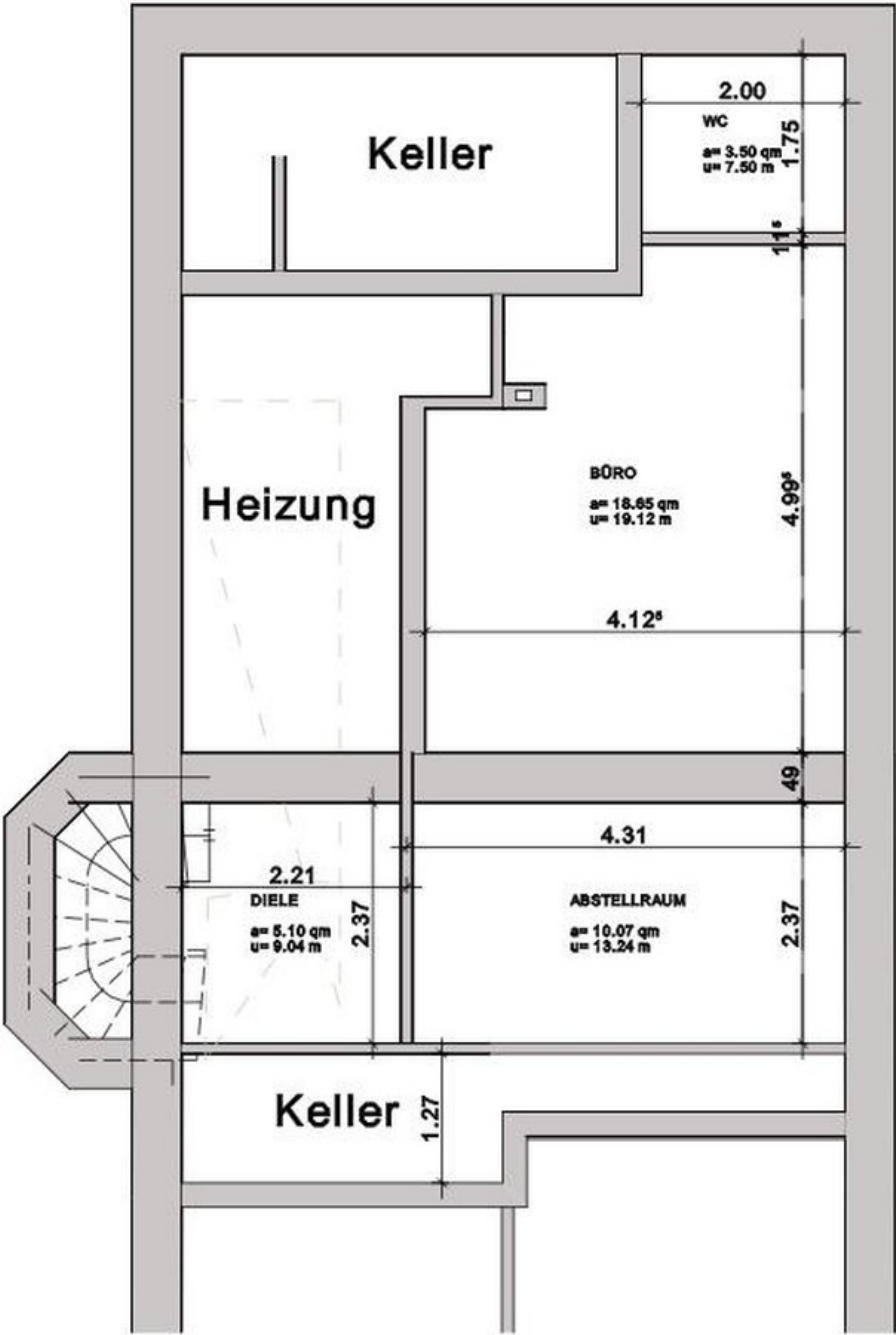 Keller
2.00
WC
a= 3.50 qm
u= 7.50 m
1.75
11⁵
Heizung
BÜRO
a= 18.65 qm
u= 19.12 m
4.99⁵
4.12⁵
49
4.31
2.21
DIELE
a= 5.10 qm
u= 9.04 m
2.37
ABSTELLRAUM
a= 10.07 qm
u= 13.24 m
2.37
Keller
1.27